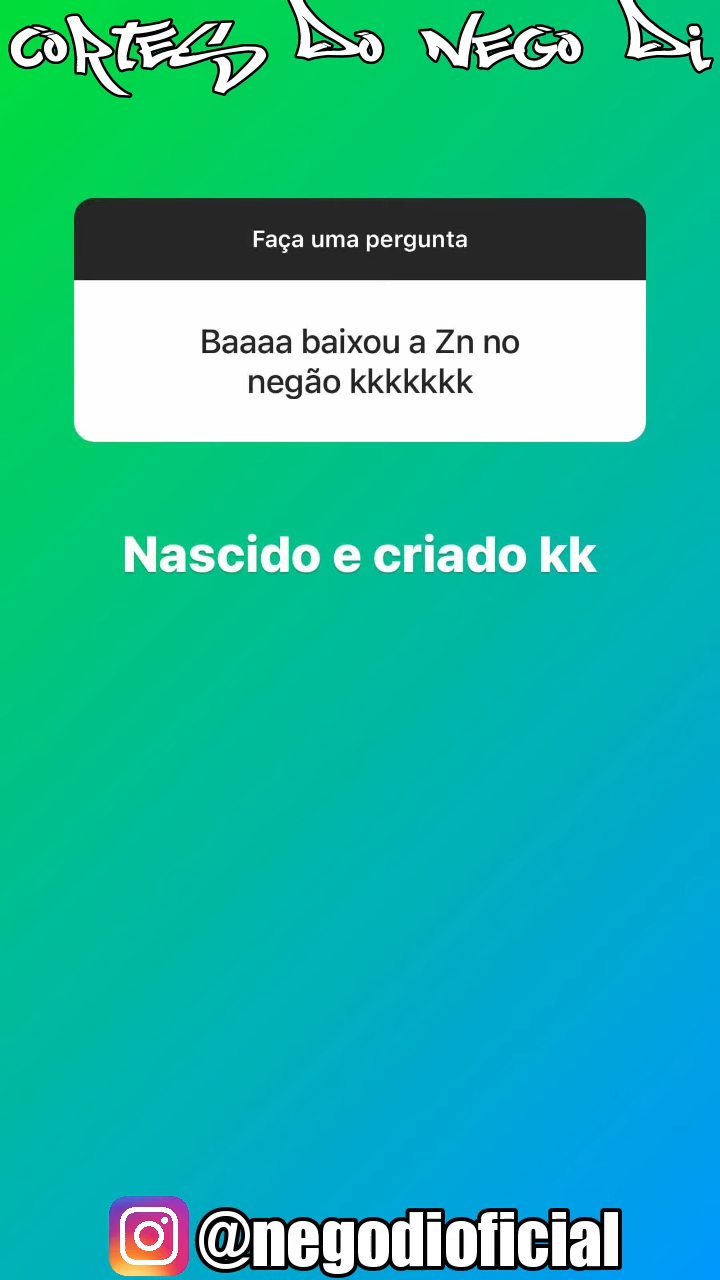 CORTES DO NEGO Di
Faça uma pergunta
Baaaa baixou a Zn no
negão kkkkkkk
Nascido e criado kk
@negodioficial